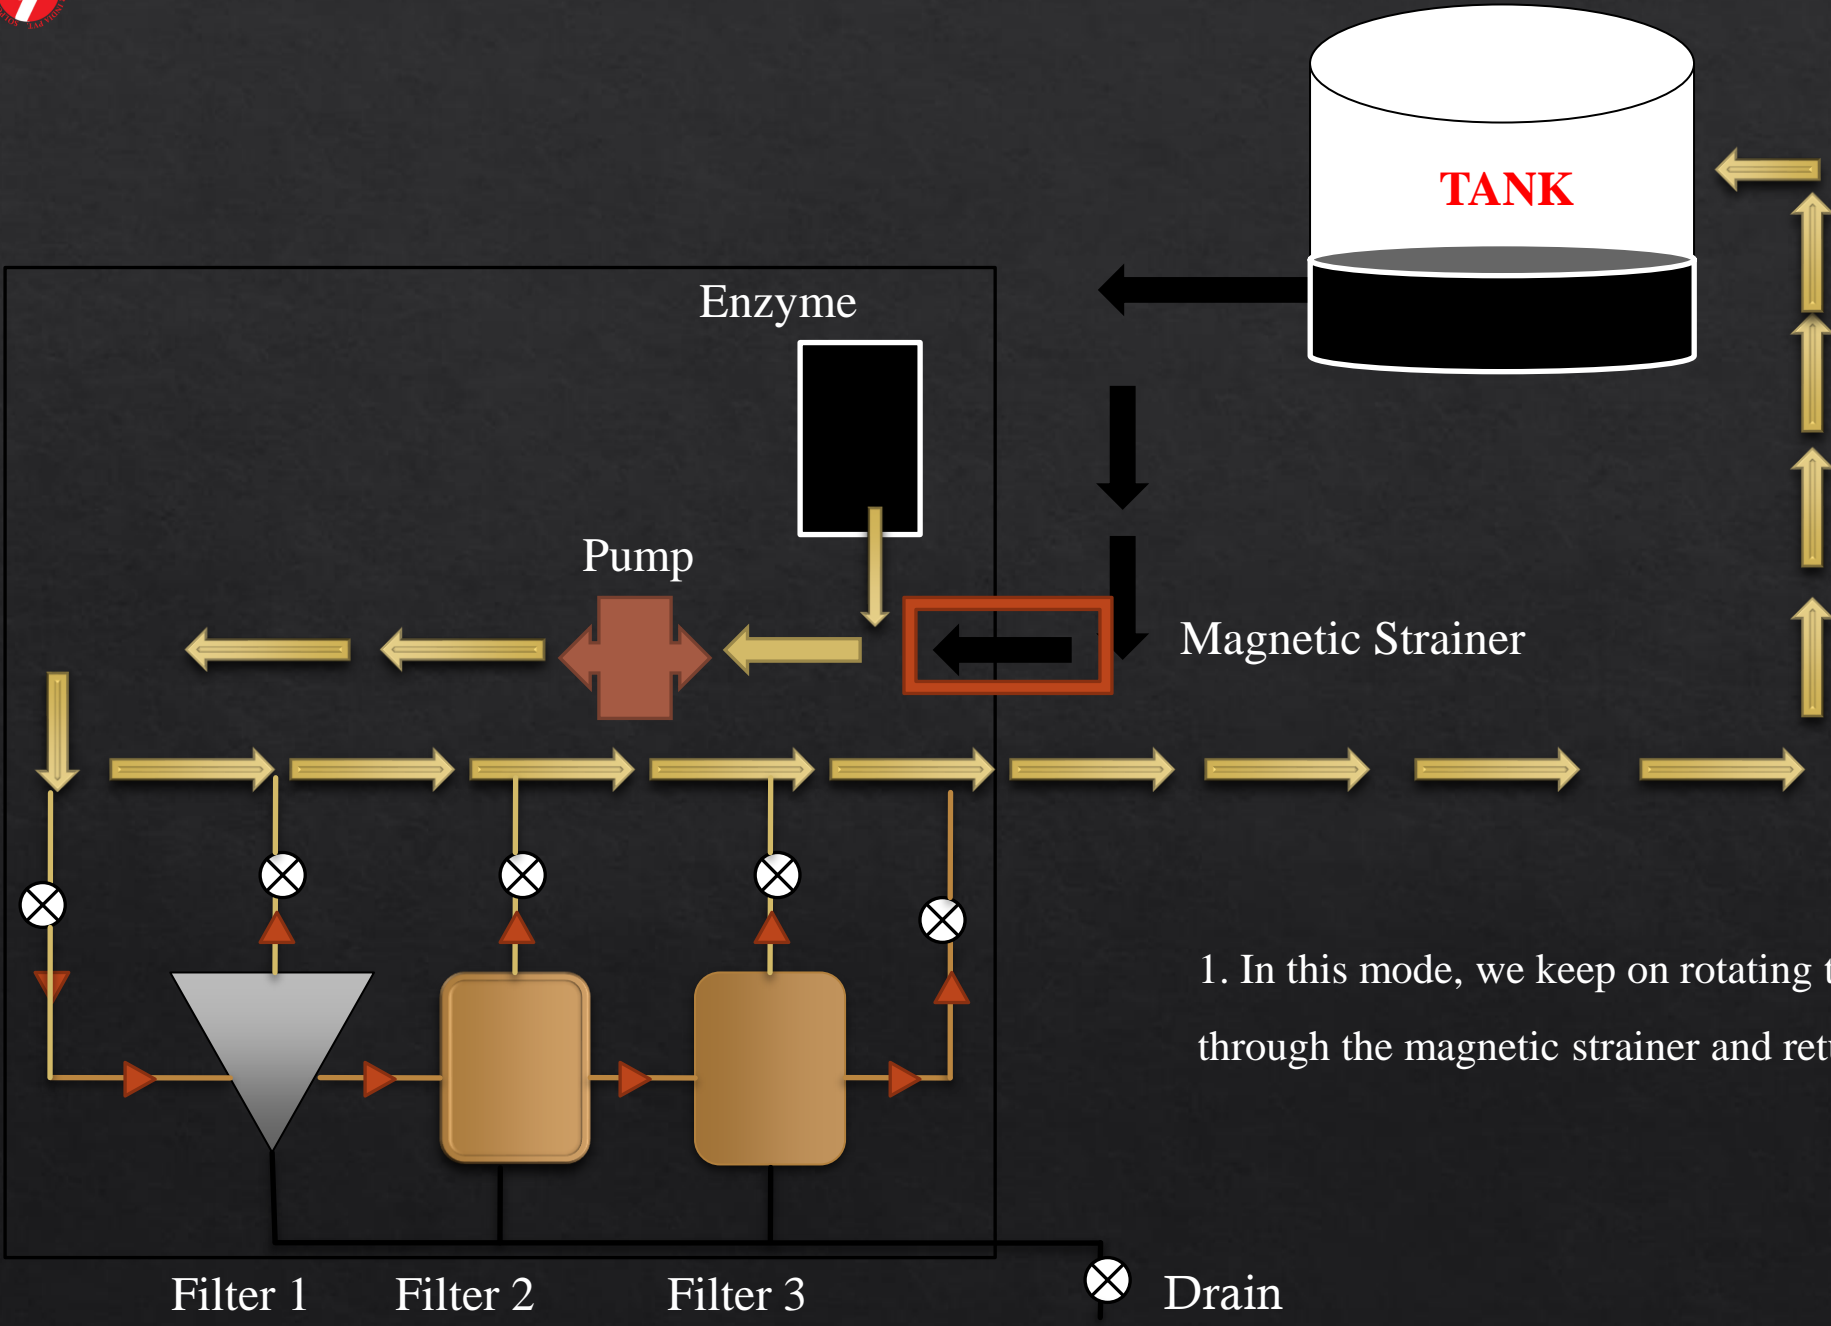 TANK
Enzyme
Pump
Magnetic Strainer
1. In this mode, we keep on rotating
through the magnetic strainer and
Filter 1
Filter 2
Filter 3
Drain